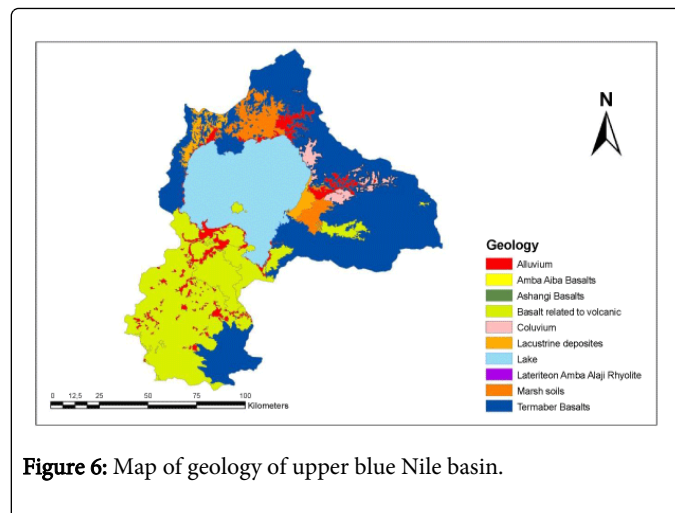 N
Geology
Alluvium
Amba Aiba Basalts
Ashangi Basalts
Basalt related to volcanic
Coluvium
Lacustrine deposites
Lake
Lateriteon Amba Alaji Rhyolite
Marsh soils
Termaber Basalts
0 12,5 25 50 75 100
Kilometers
Figure 6: Map of geology of upper blue Nile basin.